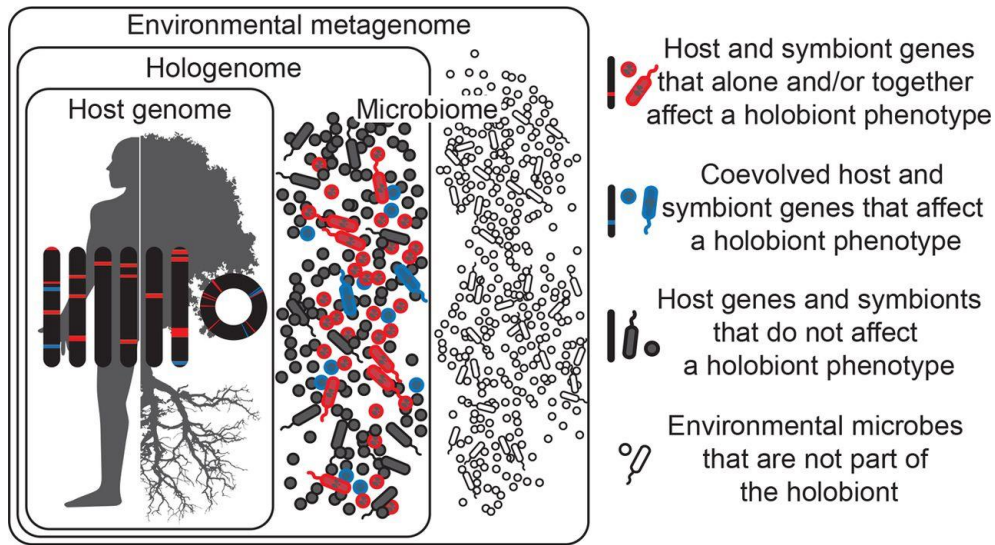 Environmental metagenome
Hologenome
Host genome
Microbiome
Host and symbiont genes
that alone and/or together
affect a holobiont phenotype
Coevolved host and
symbiont genes that affect
a holobiont phenotype
Host genes and symbionts
that do not affect
a holobiont phenotype
Environmental microbes
that are not part of
the holobiont